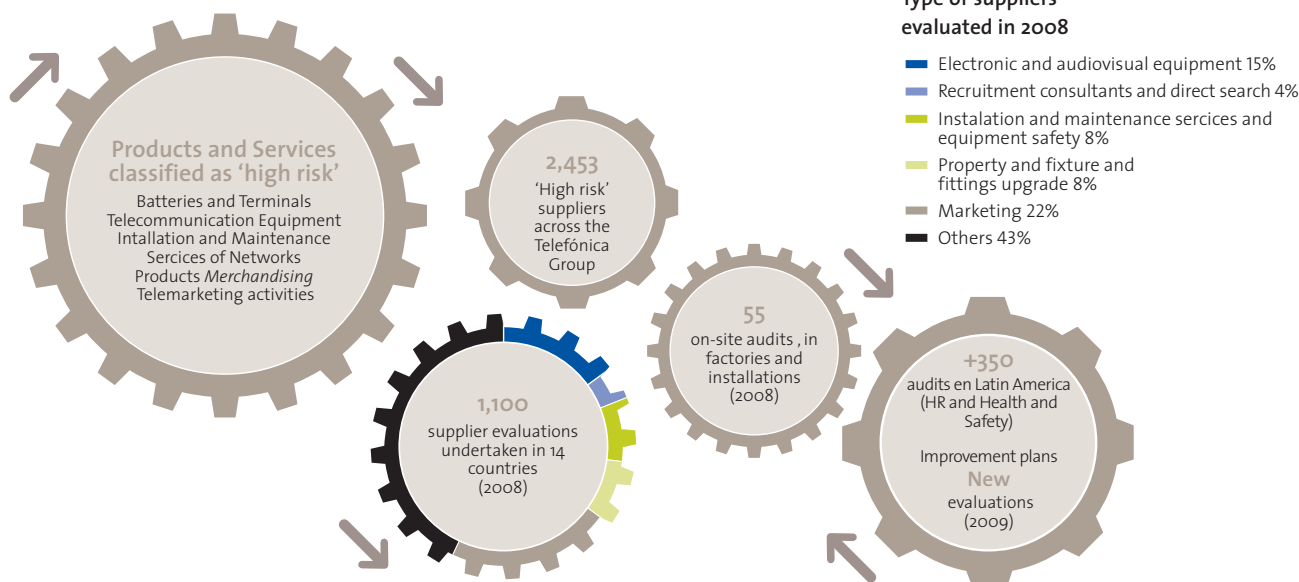 Type of suppliers
evaluated in 2008
Electronic and audiovisual equipment 15%
Recruitment consultants and direct search 4%
Instalation and maintenance sercices and
equipment safety 8%
Property and fixture and
fittings upgrade 8%
Marketing 22%
Others 43%
Products and Services
classified as ‘high risk’
Batteries and Terminals
Telecommunication Equipment
Intallation and Maintenance
Sercices of Networks
Products Merchandising
Telemarketing activities
2,453
‘High risk’
suppliers
across the
Telefónica
Group
1,100
supplier evaluations
undertaken in 14
countries
(2008)
55
on-site audits , in
factories and
installations
(2008)
+350
audits en Latin America
(HR and Health and
Safety)
Improvement plans
New
evaluations
(2009)